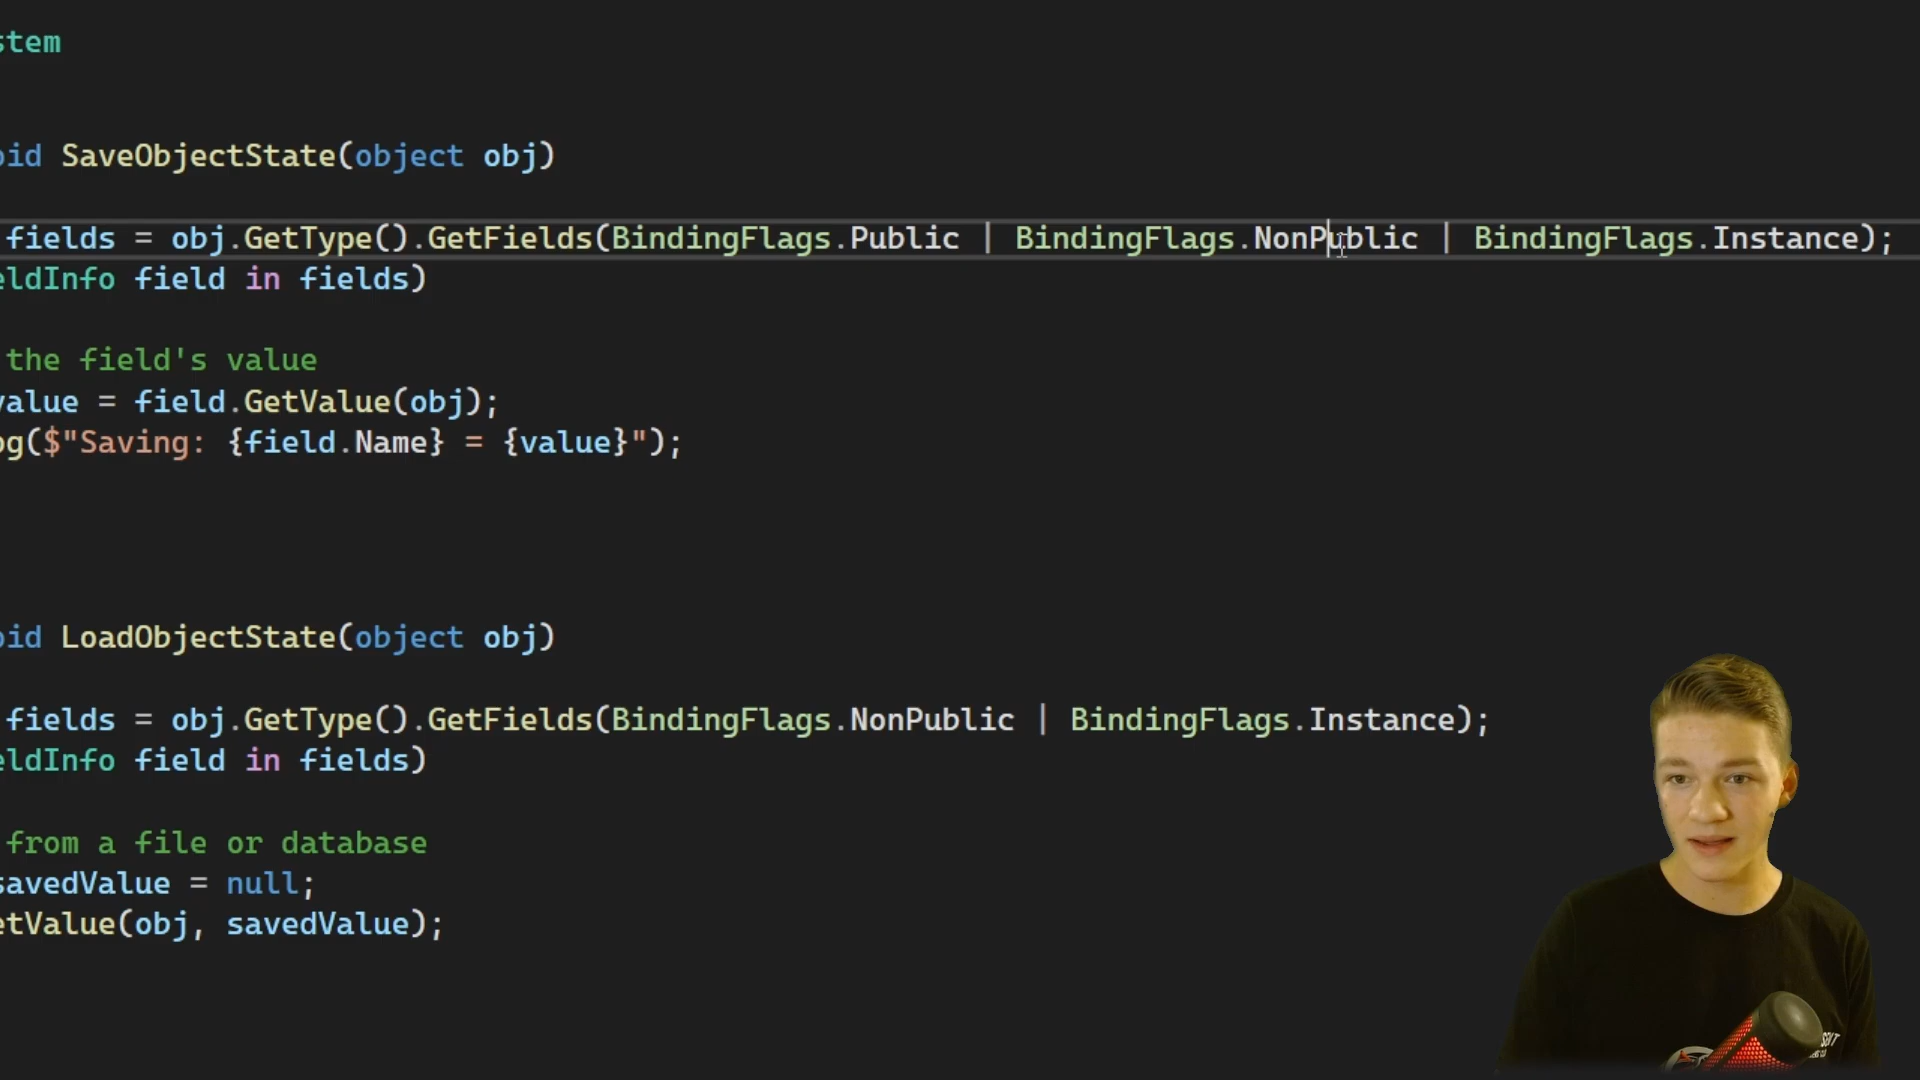 stem
oid SaveObjectState(object obj)
fields = obj.GetType().GetFields(BindingFlags.Public | BindingFlags.NonPublic | BindingFlags.Instance);
eldInfo field in fields)
the field's value
value = field.GetValue(obj);
og($"Saving: {field.Name} = {value}");
oid LoadObjectState(object obj)
fields = obj.GetType().GetFields(BindingFlags.NonPublic | BindingFlags.Instance);
eldInfo field in fields)
from a file or database
savedValue = null;
etValue(obj, savedValue);